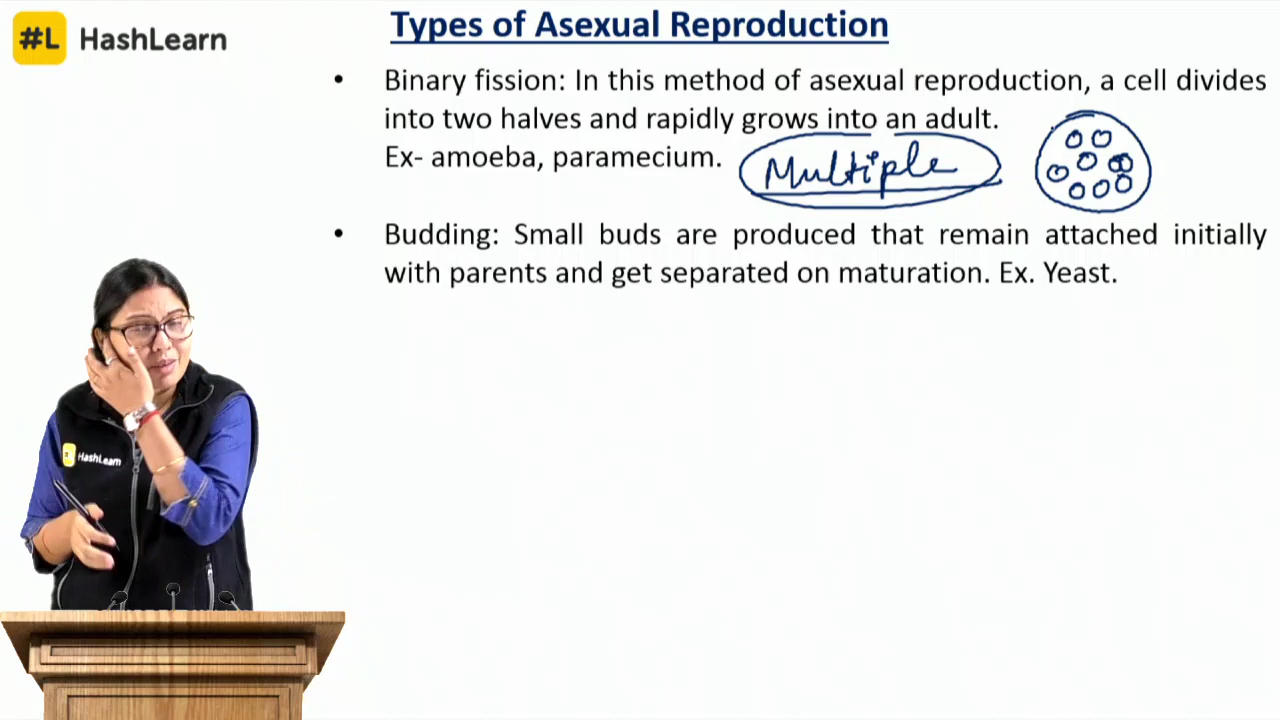 #L HashLearn
Types of Asexual Reproduction
• Binary fission: In this method of asexual reproduction, a cell divides
into two halves and rapidly grows into an adult.
Ex- amoeba, paramecium.
Multiple
• Budding: Small buds are produced that remain attached initially
with parents and get separated on maturation. Ex. Yeast.
HashLearn